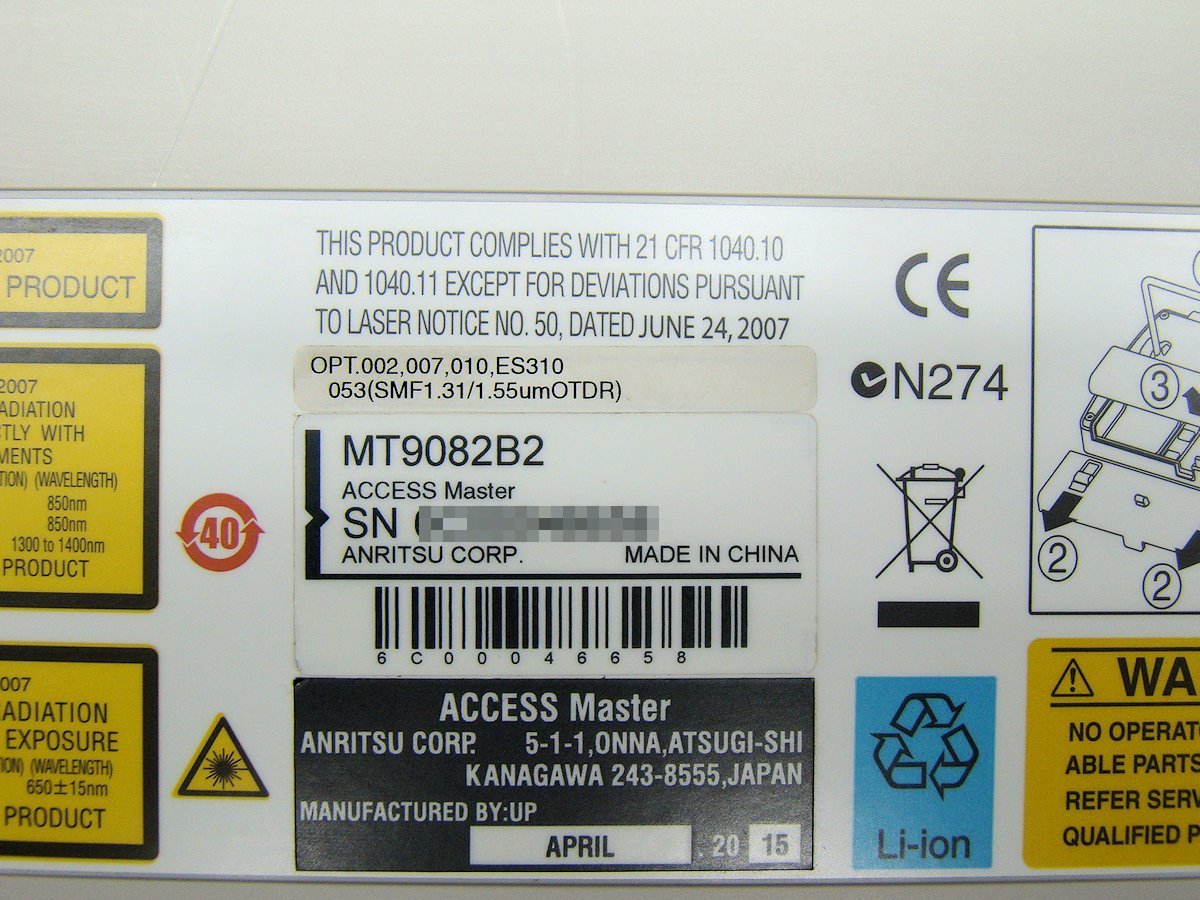 2007
PRODUCT
2007
ADIATION
CTLY WITH
MENTS
TION) (WAVELENGTH)
850nm
850nm
1300 to 1400nm
PRODUCT
2007
ADIATION
EXPOSURE
ION) (WAVELENGTH)
650±15nm
PRODUCT
40
THIS PRODUCT COMPLIES WITH 21 CFR 1040.10
AND 1040.11 EXCEPT FOR DEVIATIONS PURSUANT
TO LASER NOTICE NO. 50, DATED JUNE 24, 2007
OPT.002,007,010,ES310
053(SMF1.31/1.55umOTDR)
MT9082B2
ACCESS Master
SN
ANRITSU CORP. MADE IN CHINA
6C00046658
ACCESS Master
ANRITSU CORP. 5-1-1,ONNA,ATSUGI-SHI
KANAGAWA 243-8555,JAPAN
MANUFACTURED BY:UP
APRIL . 20 15
CE
N274
Li-ion
3
2
2
WA
NO OPERATO
ABLE PARTS
REFER SERV
QUALIFIED P